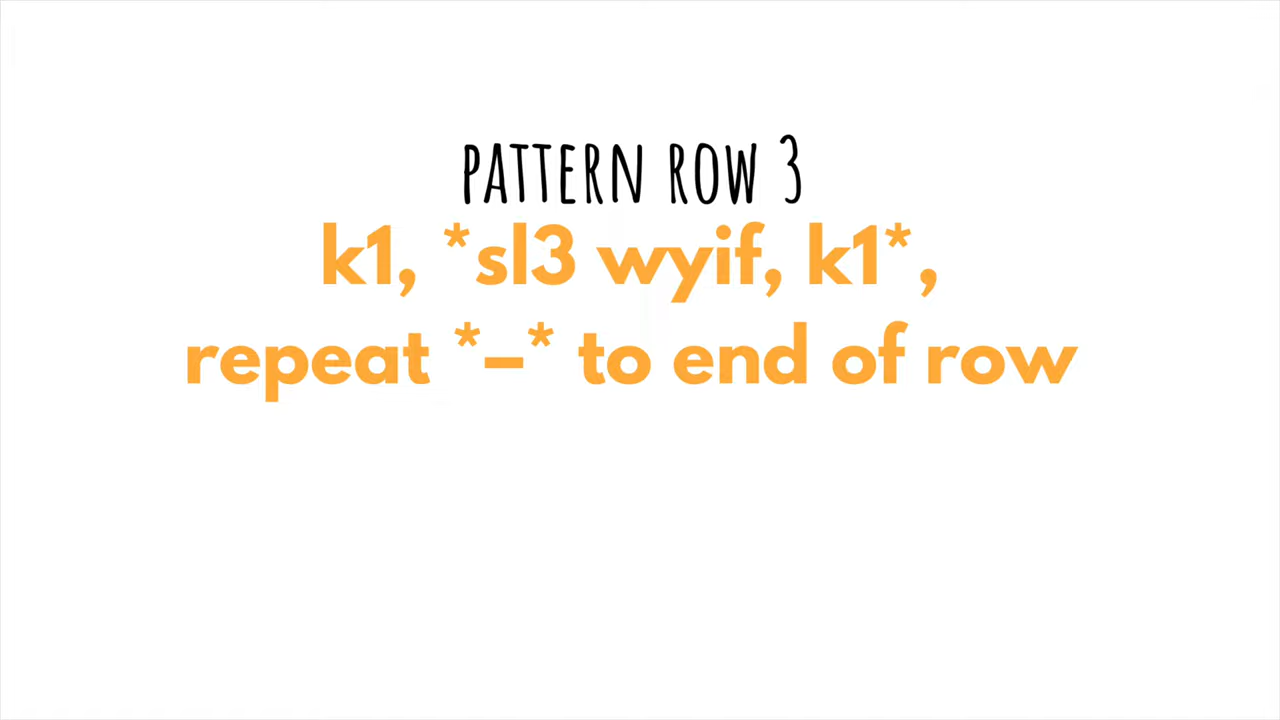 PATTERN ROW 3
k1, *sl3 wyif, k1*,
repeat *–* to end of row